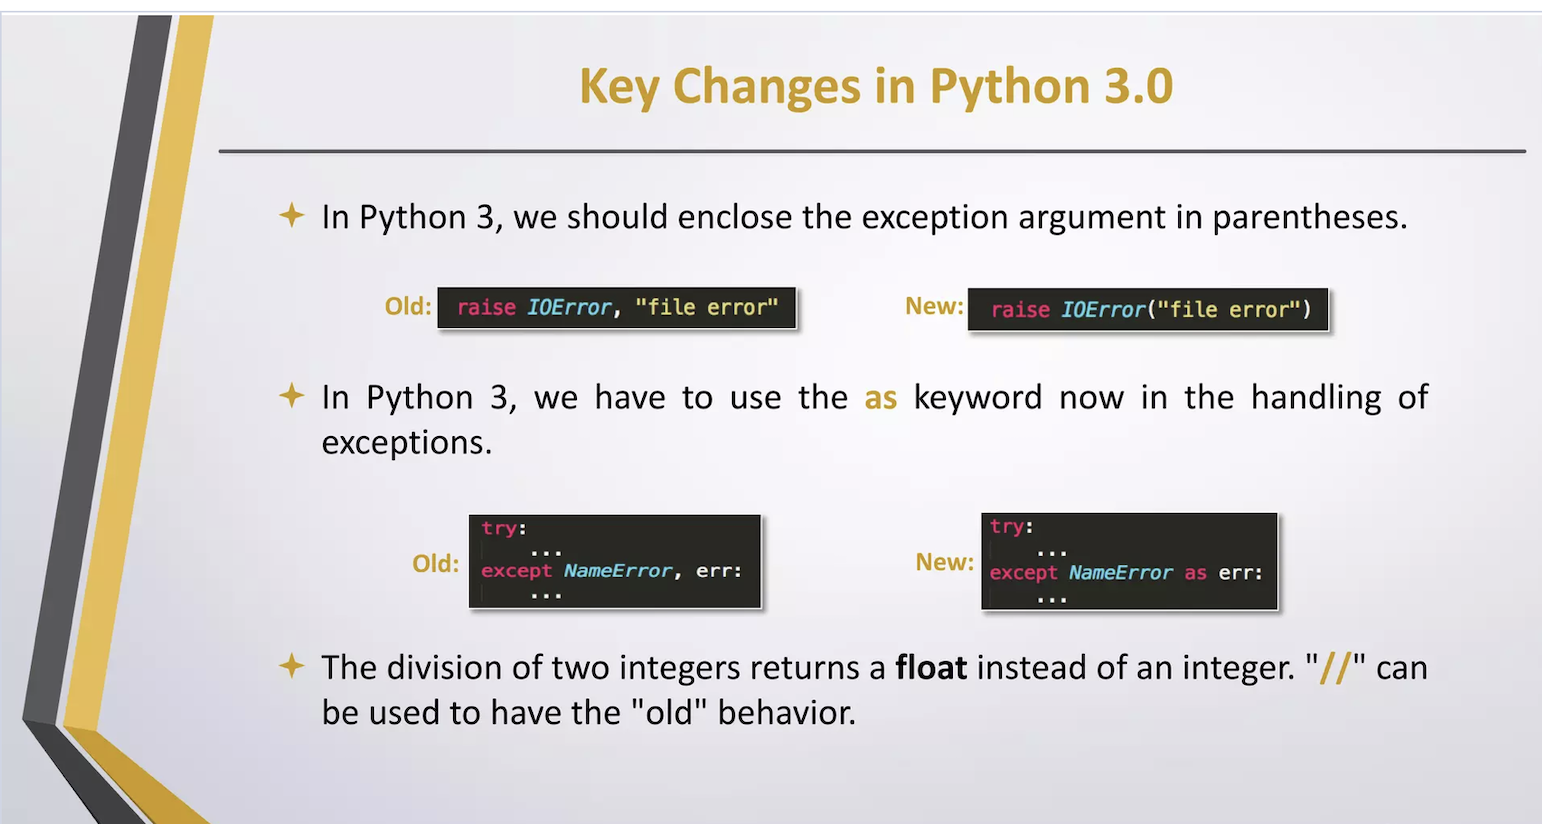 Key Changes in Python 3.0
In Python 3, we should enclose the exception argument in parentheses.
Old: raise IOError, "file error" New: raise IOError("file error")
In Python 3, we have to use the as keyword now in the handling of
exceptions.
Old:
try:
...
except NameError, err:
...
New:
try:
...
except NameError as err:
...
The division of two integers returns a float instead of an integer. "//" can
be used to have the "old" behavior.